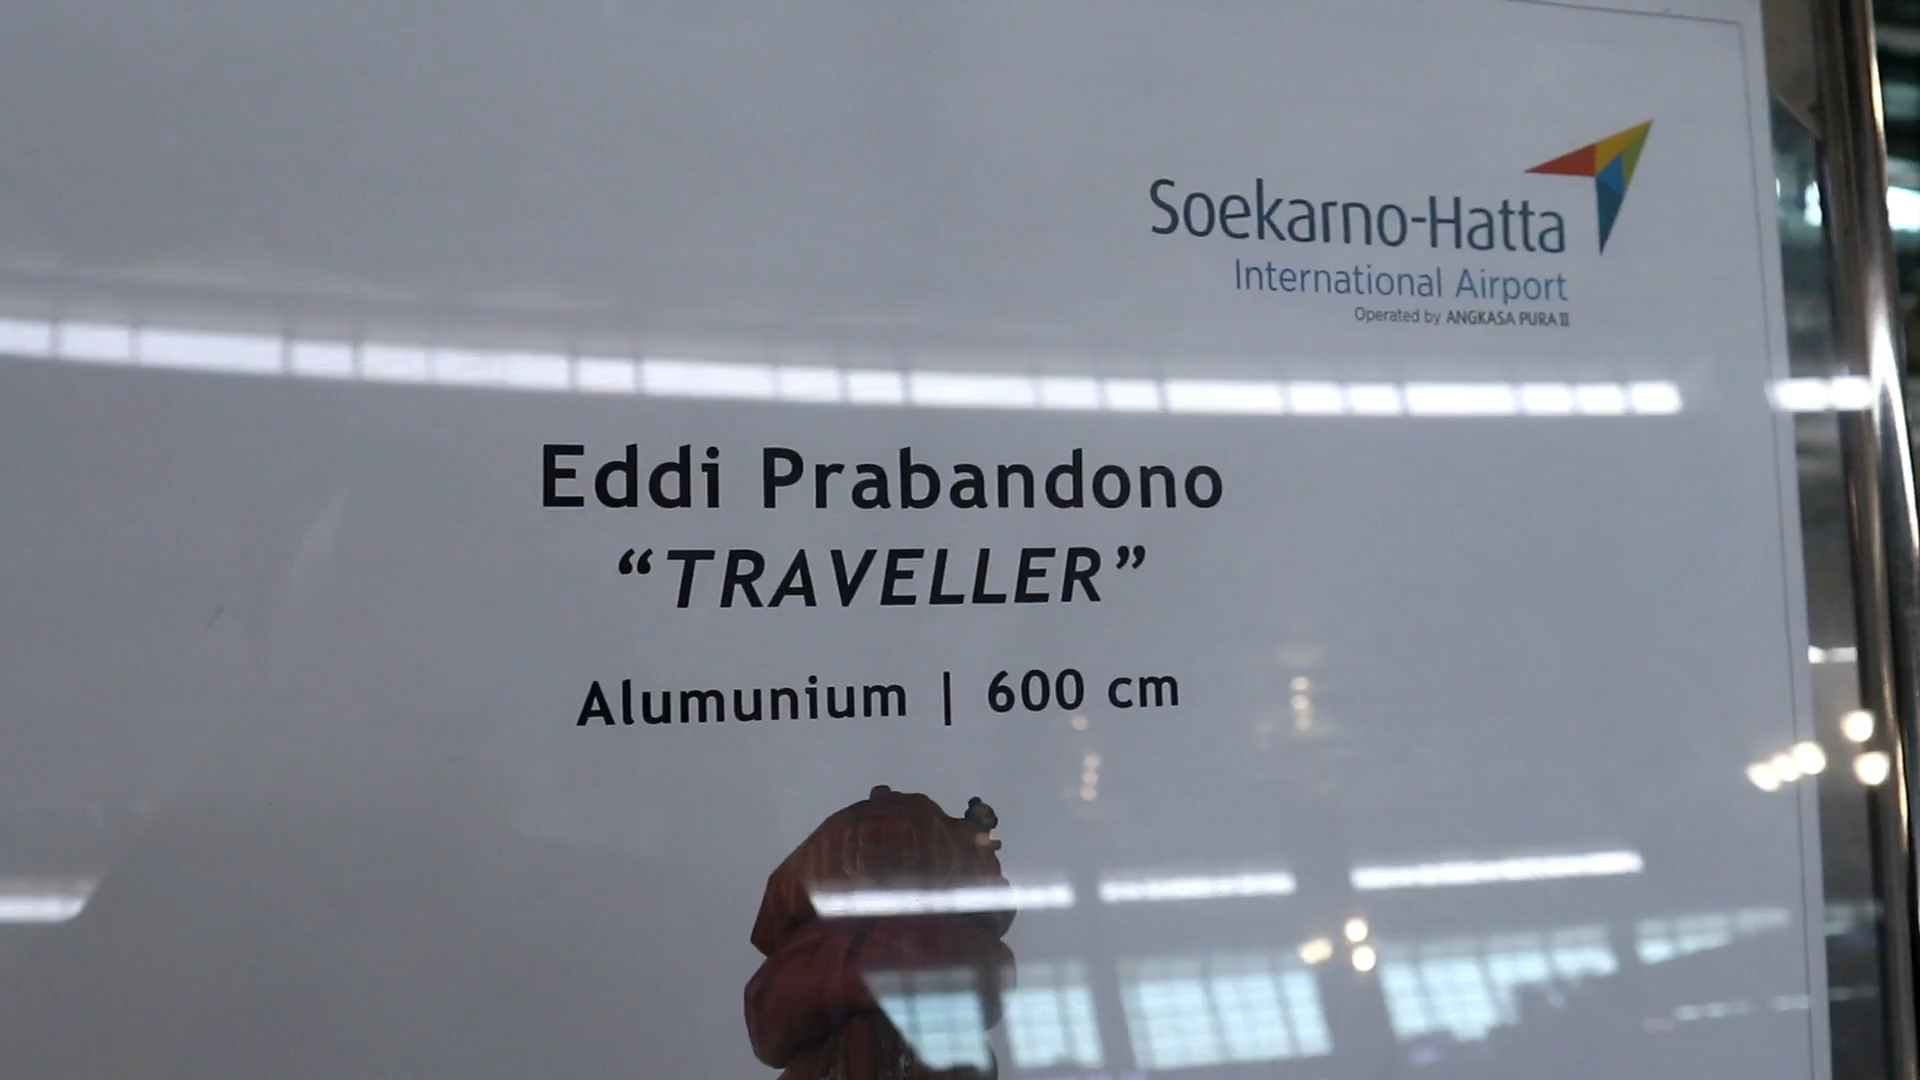 Soekarno-Hatta
International Airport
Operated by ANGKASA PURA II
Eddi Prabandono
“TRAVELLER”
Alumunium | 600 cm